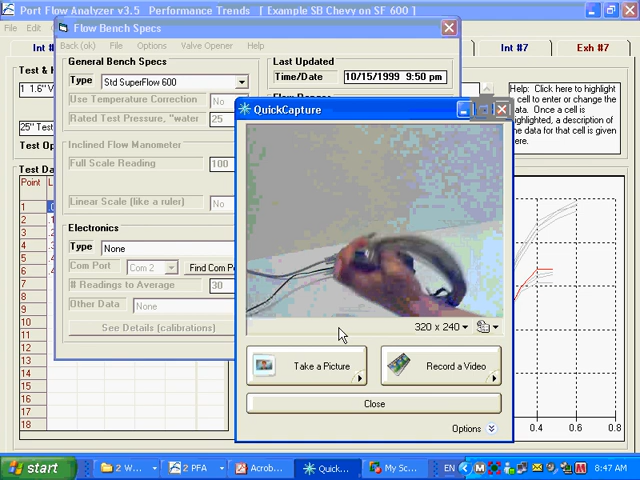 Port Flow Analyzer v3.5    Performance Trends    [ Example SB Chevy on SF 600 ]
File
Flow Bench Specs
Back (ok)    File    Options    Valve Opener    Help
Int #7    Exh #7
General Bench Specs
Type    Std SuperFlow 600
Use Temperature Correction    No
Rated Test Pressure, "water    25
Last Updated
Time/Date    10/15/1999  9:50 pm
Help:  Click here to highlight
cell to enter or change the
data.  Once a cell is
highlighted, a description of
the data for that cell is given
here.
1  1.6"
25" Test
Test Da
Inclined Flow Manometer
Full Scale Reading    100
Linear Scale (like a ruler)    No
Point
1
2
3
4
5
6
7
8
9
10
11
12
13
14
15
16
17
18
Electronics
Type    None
Com Port    Com 2    Find Com Po
# Readings to Average    30
Other Data    None
See Details (calibrations)
QuickCapture
320 x 240
Take a Picture    Record a Video
Close
Options
0.4    0.6    0.8
start    2 W...    2 PFA    Acrob...    Quick...    My Sc...    EN    8:47 AM